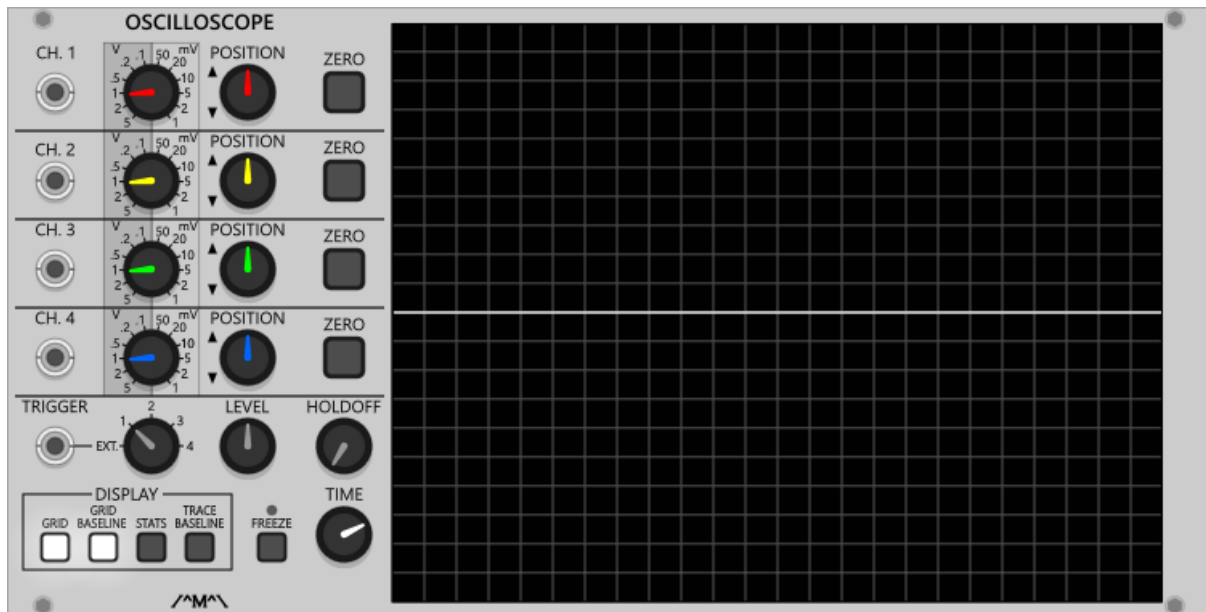 OSCILLOSCOPE
CH. 1
V .1 50 mV
.2 20
.5 10
1 5
2 2
5 1
POSITION
ZERO
CH. 2
V .1 50 mV
.2 20
.5 10
1 5
2 2
5 1
POSITION
ZERO
CH. 3
V .1 50 mV
.2 20
.5 10
1 5
2 2
5 1
POSITION
ZERO
CH. 4
V .1 50 mV
.2 20
.5 10
1 5
2 2
5 1
POSITION
ZERO
TRIGGER
2
1 3
EXT. 4
LEVEL
HOLDOFF
DISPLAY
GRID
GRID
BASELINE
STATS
TRACE
BASELINE
FREEZE
TIME
/^M^\